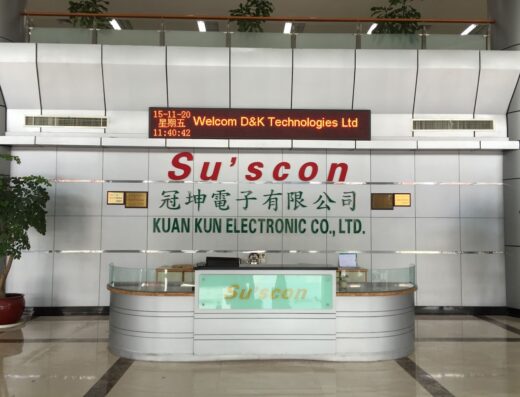 15-11-20
星期五
11:40:42
Welcom D&K Technologies Ltd
Su'scon
冠坤電子有限公司
KUAN KUN ELECTRONIC CO., LTD.
Su'scon